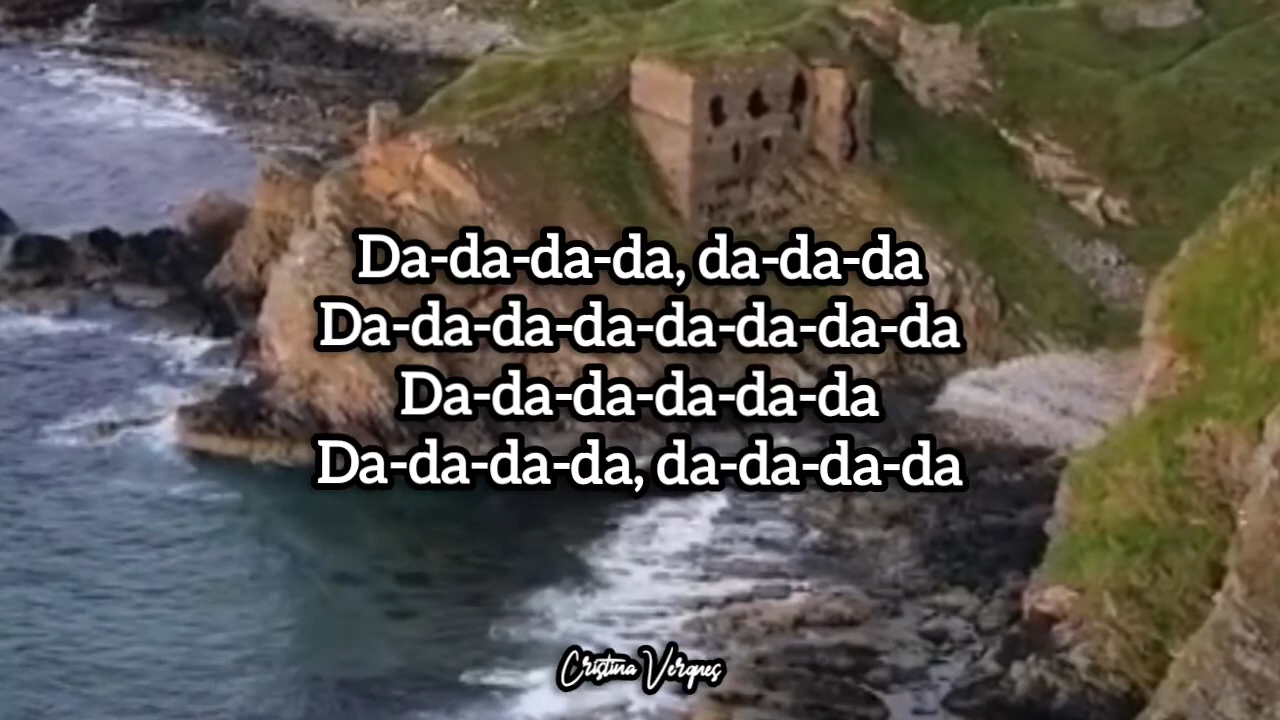 Da-da-da-da, da-da-da
Da-da-da-da-da-da-da-da
Da-da-da-da-da-da
Da-da-da-da, da-da-da-da
Cristina Verques